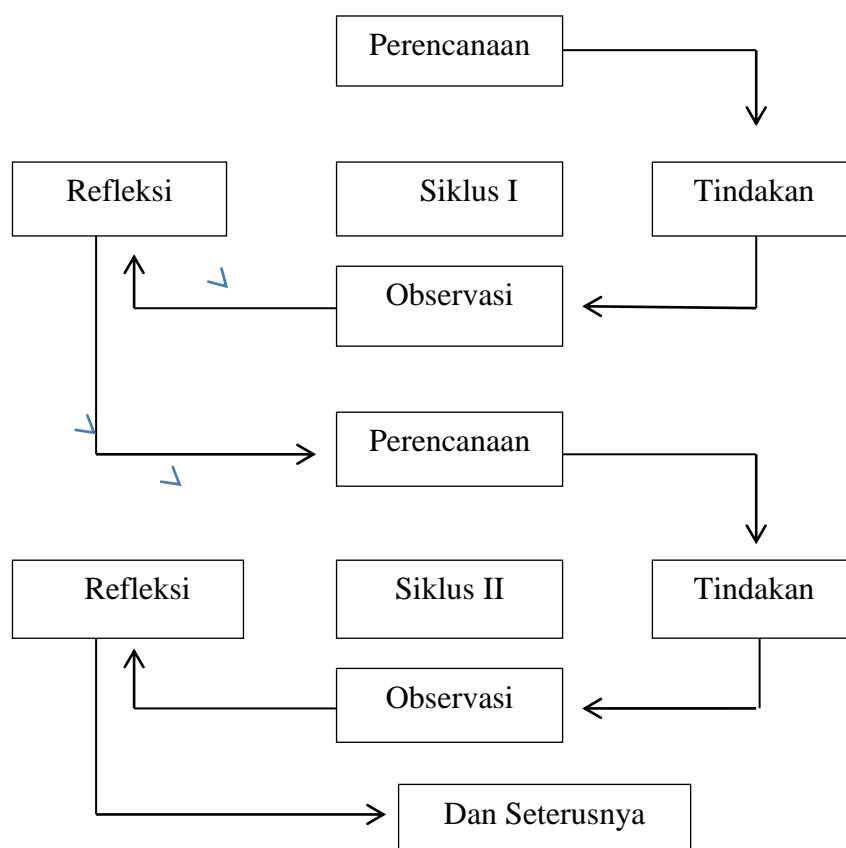 Perencanaan
Refleksi
Siklus I
Tindakan
Observasi
Perencanaan
Refleksi
Siklus II
Tindakan
Observasi
Dan Seterusnya